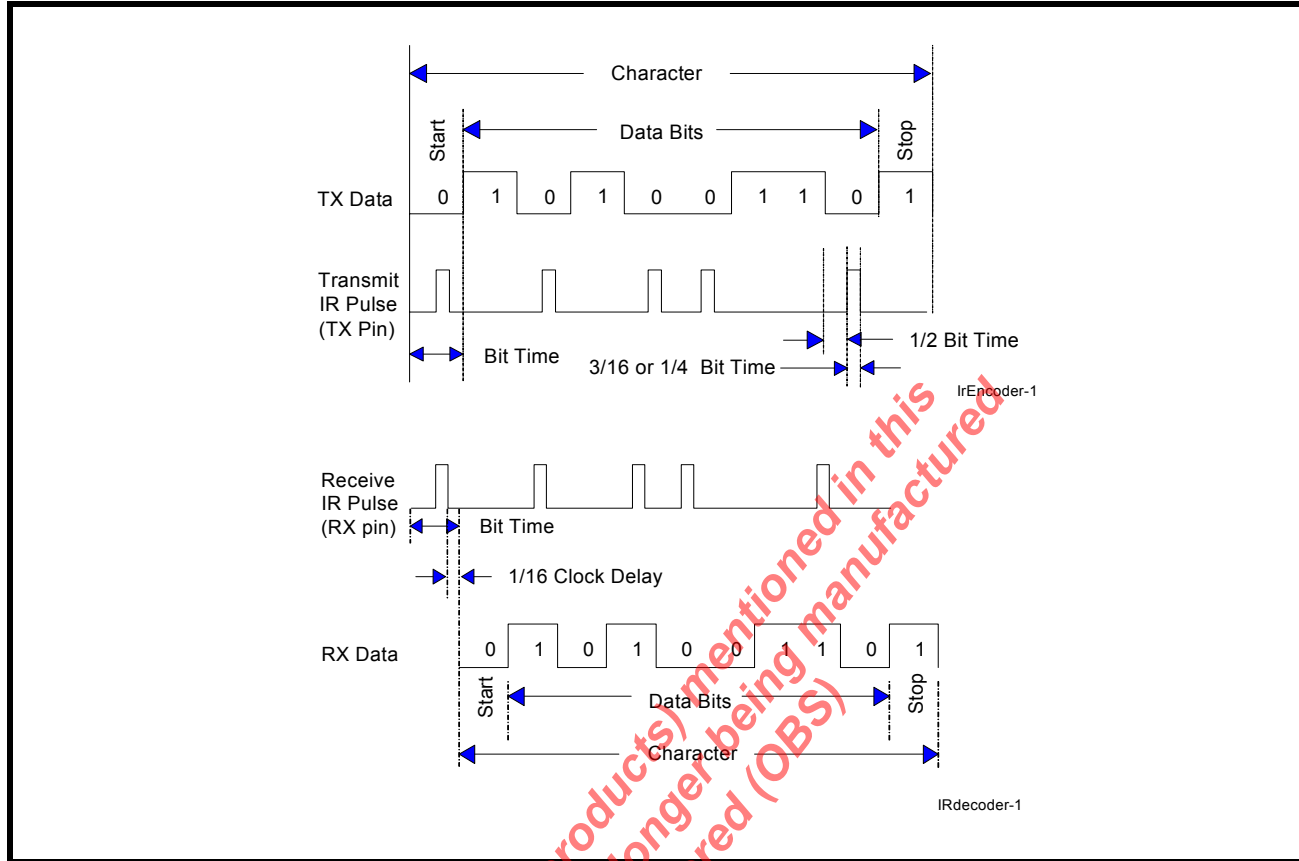 Character
Start
Data Bits
Stop
TX Data
0 1 0 1 0 0 1 1 0 1
Transmit
IR Pulse
(TX Pin)
Bit Time
1/2 Bit Time
3/16 or 1/4 Bit Time
IrEncoder-1
Receive
IR Pulse
(RX pin)
Bit Time
1/16 Clock Delay
RX Data
0 1 0 1 0 0 1 1 0 1
Start
Data Bits
Stop
Character
IRdecoder-1
roducts) mentioned in this
onger being manufactured
red (OBS)